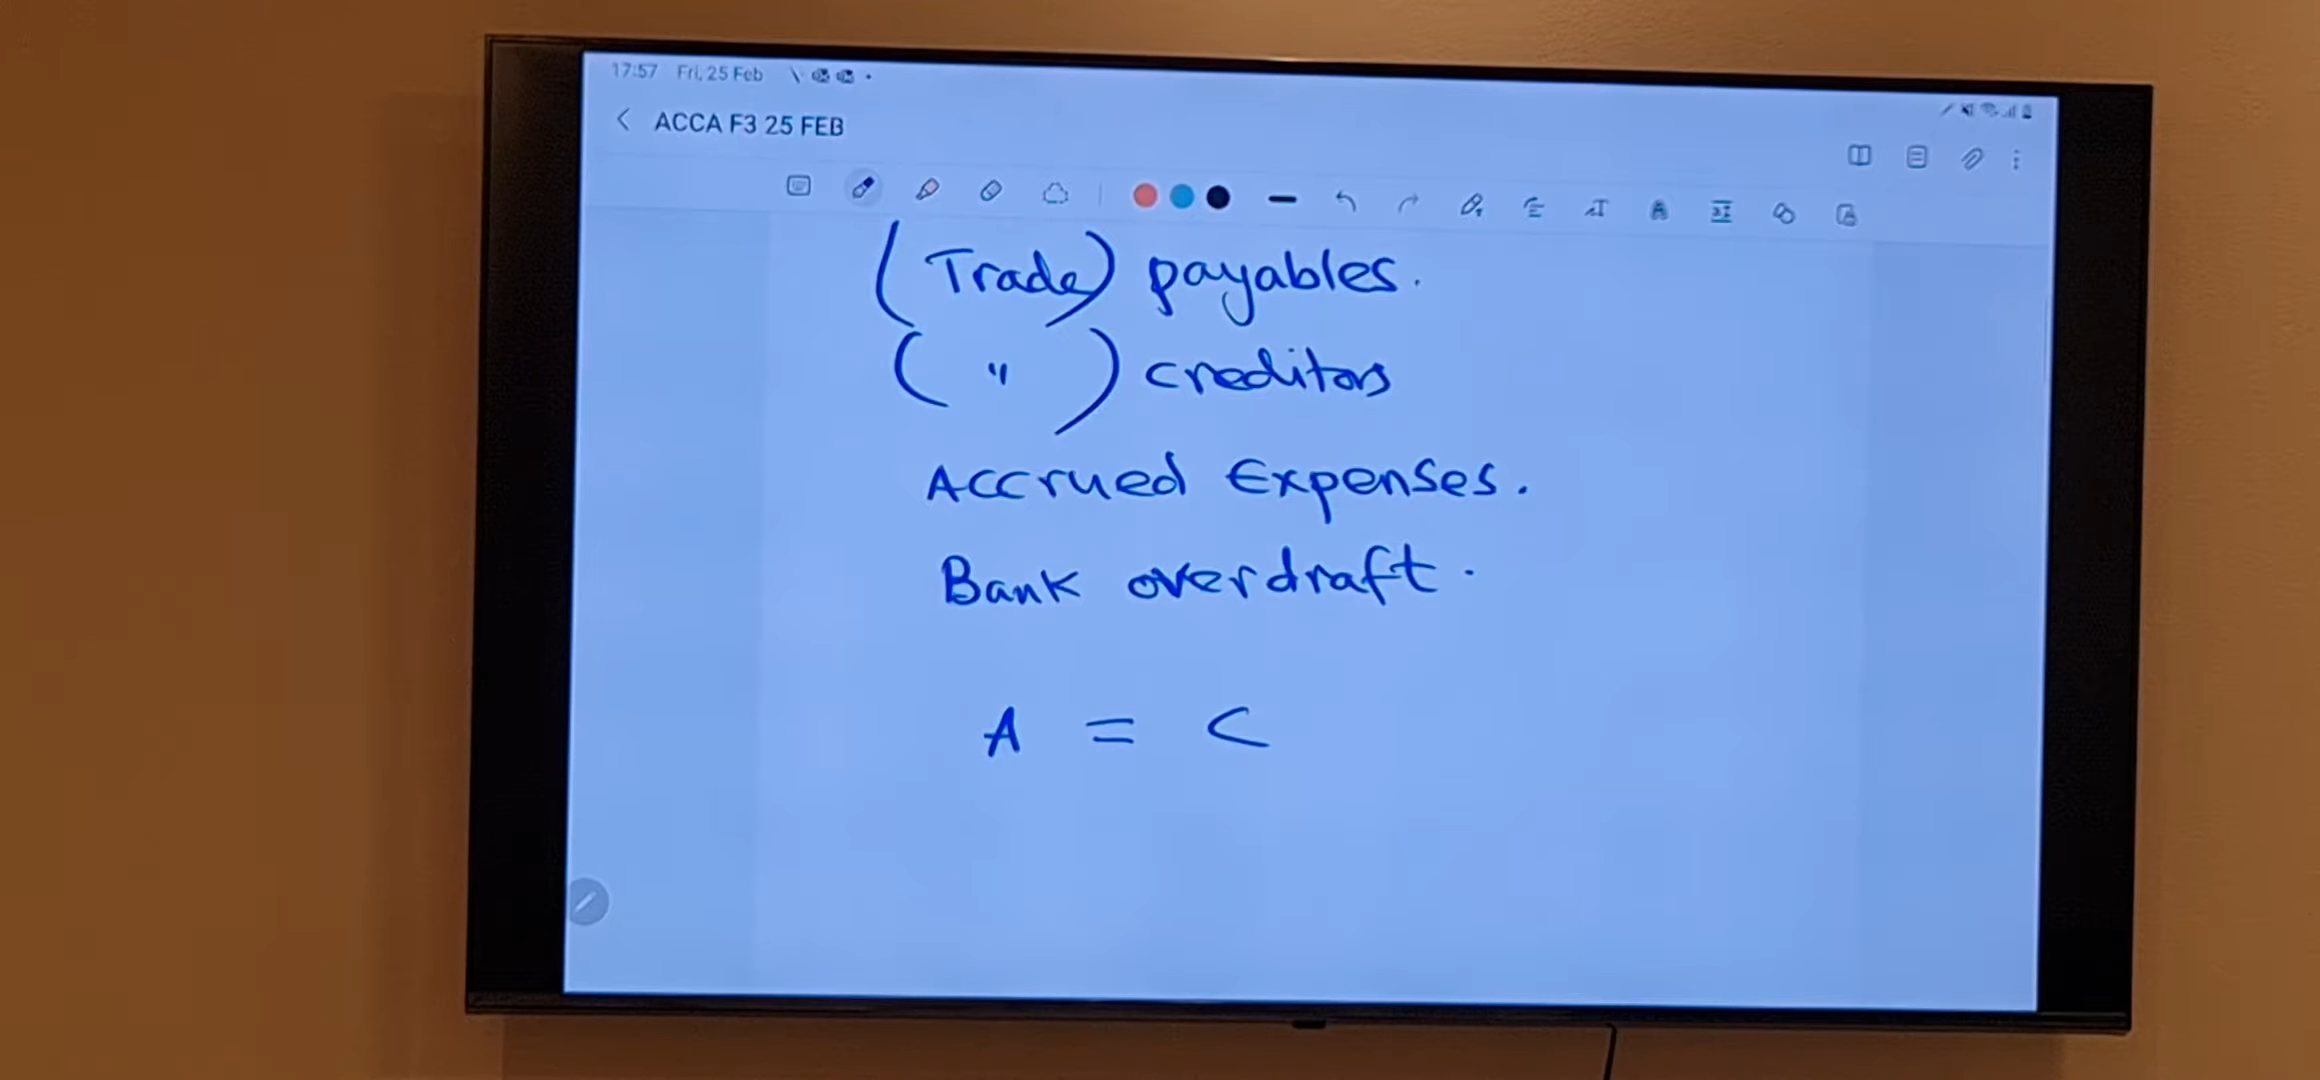 17:57 Fri, 25 Feb
ACCA F3 25 FEB
(Trade) payables.
( " ) creditors
Accrued Expenses.
Bank overdraft.
A = C